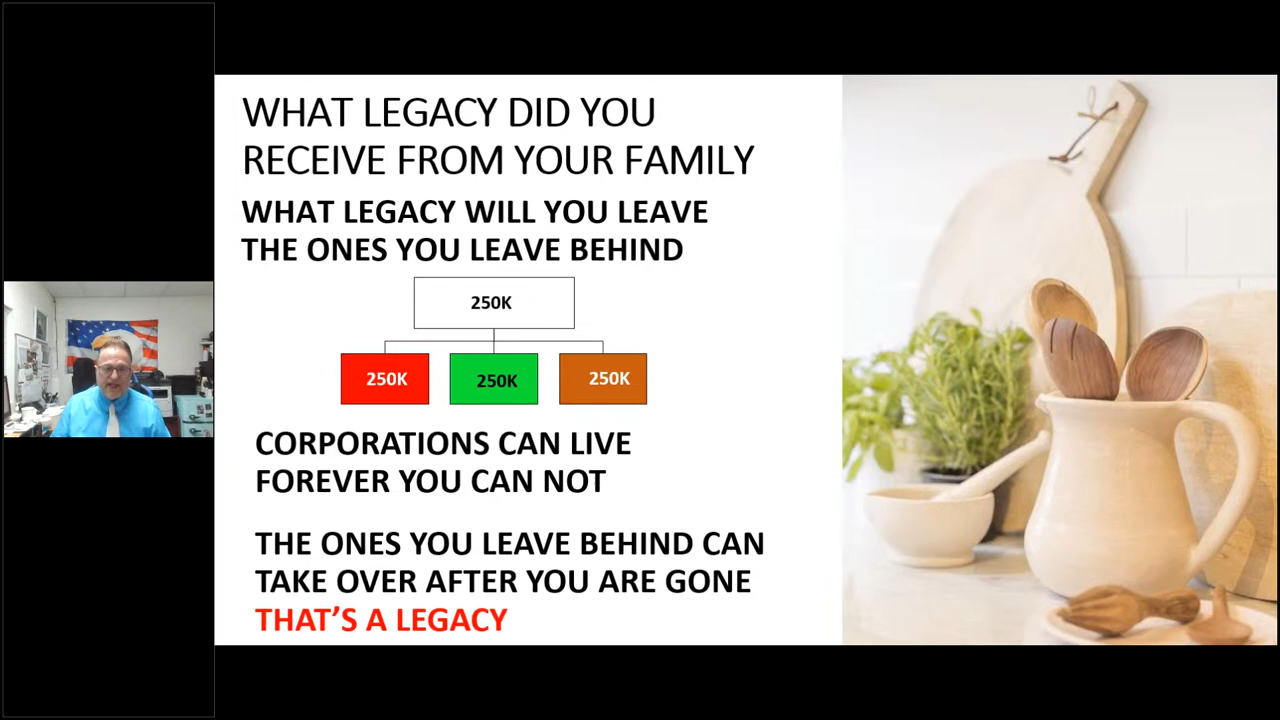 WHAT LEGACY DID YOU
RECEIVE FROM YOUR FAMILY
WHAT LEGACY WILL YOU LEAVE
THE ONES YOU LEAVE BEHIND
250K
250K
250K
250K
CORPORATIONS CAN LIVE
FOREVER YOU CAN NOT
THE ONES YOU LEAVE BEHIND CAN
TAKE OVER AFTER YOU ARE GONE
THAT'S A LEGACY